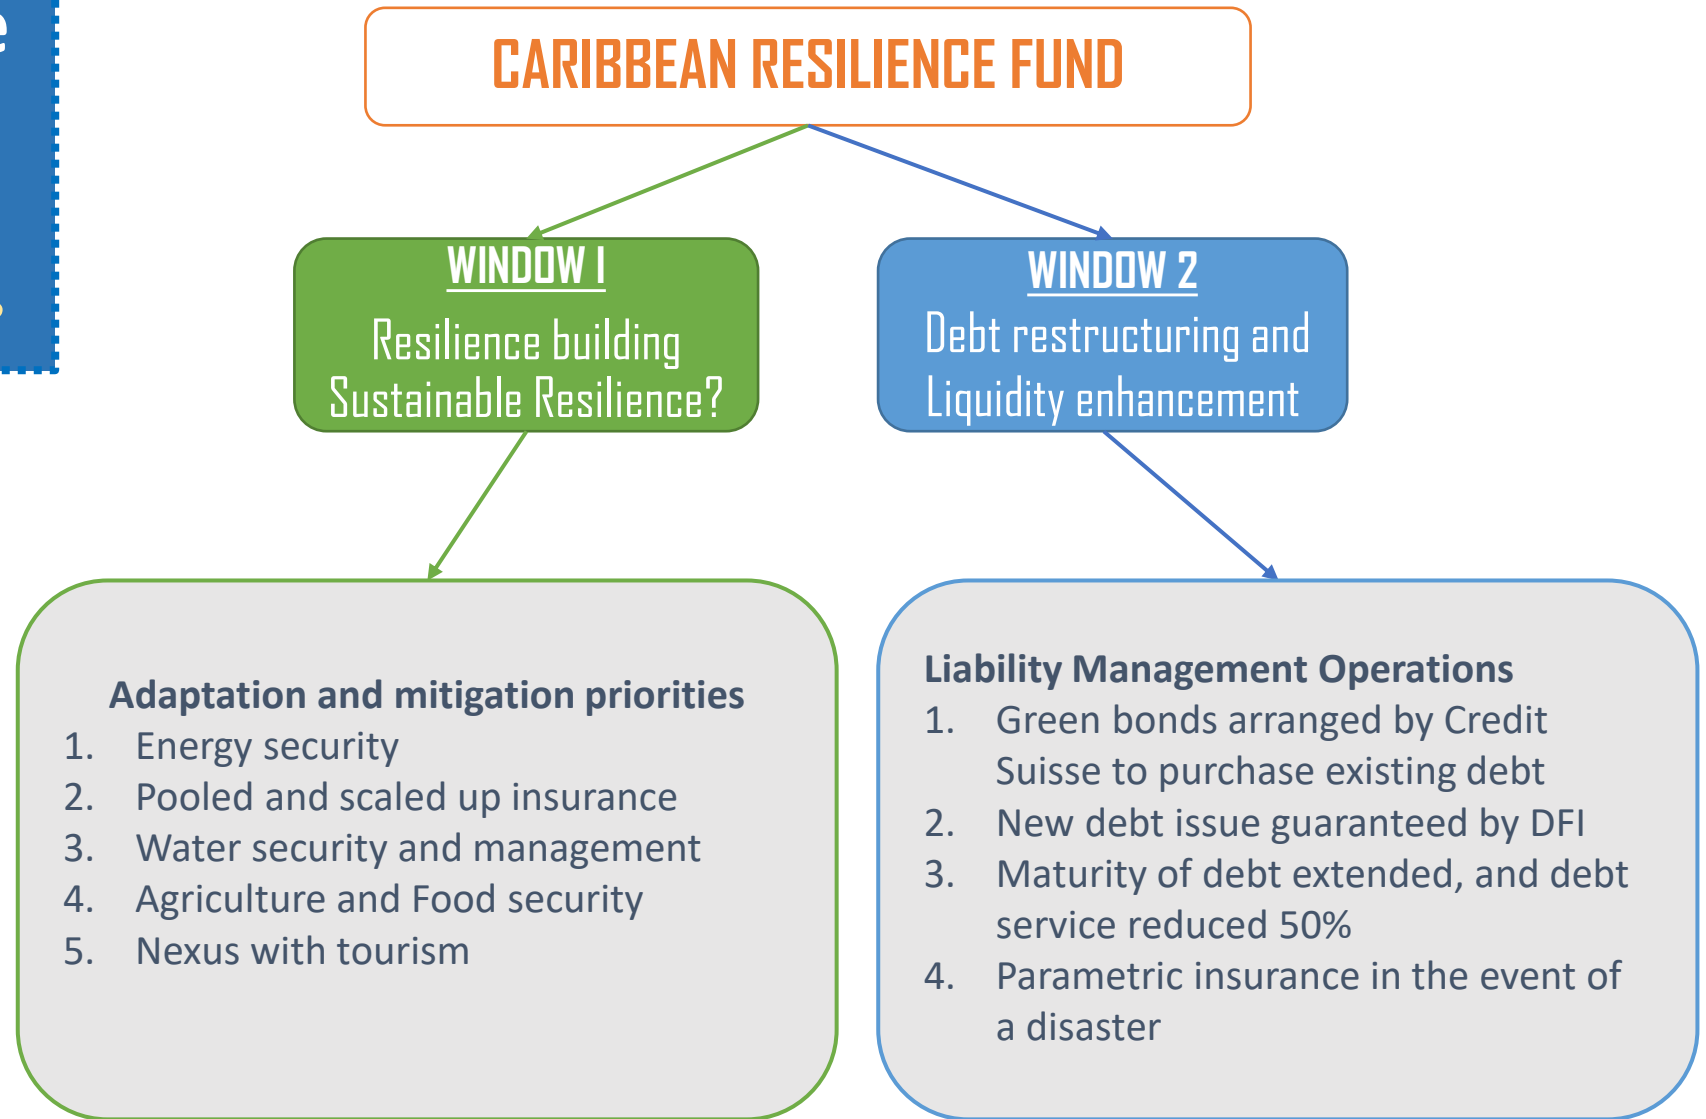 e
CARIBBEAN RESILIENCE FUND
WINDOW 1
Resilience building
Sustainable Resilience?
WINDOW 2
Debt restructuring and
Liquidity enhancement
Adaptation and mitigation priorities
1. Energy security
2. Pooled and scaled up insurance
3. Water security and management
4. Agriculture and Food security
5. Nexus with tourism
Liability Management Operations
1. Green bonds arranged by Credit
Suisse to purchase existing debt
2. New debt issue guaranteed by DFI
3. Maturity of debt extended, and debt
service reduced 50%
4. Parametric insurance in the event of
a disaster